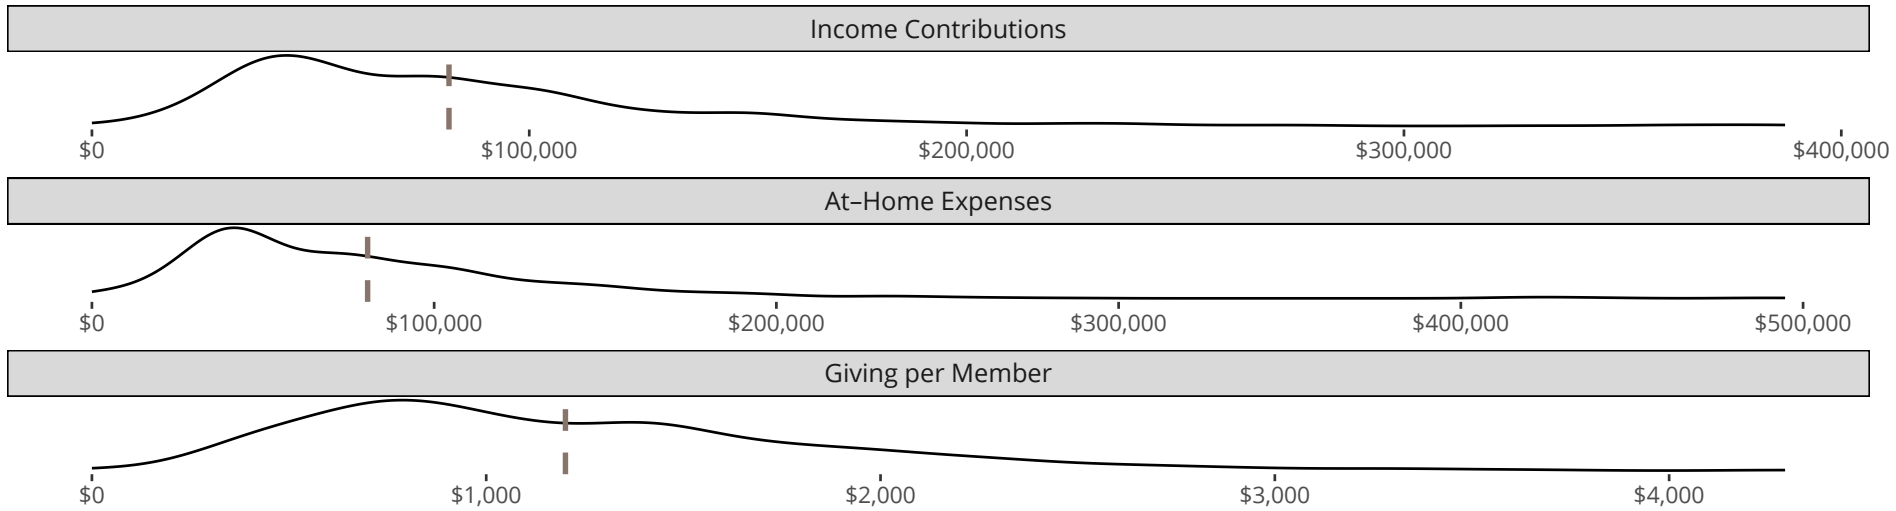 Income Contributions
$0 $100,000 $200,000 $300,000 $400,000
At–Home Expenses
$0 $100,000 $200,000 $300,000 $400,000 $500,000
Giving per Member
$0 $1,000 $2,000 $3,000 $4,000